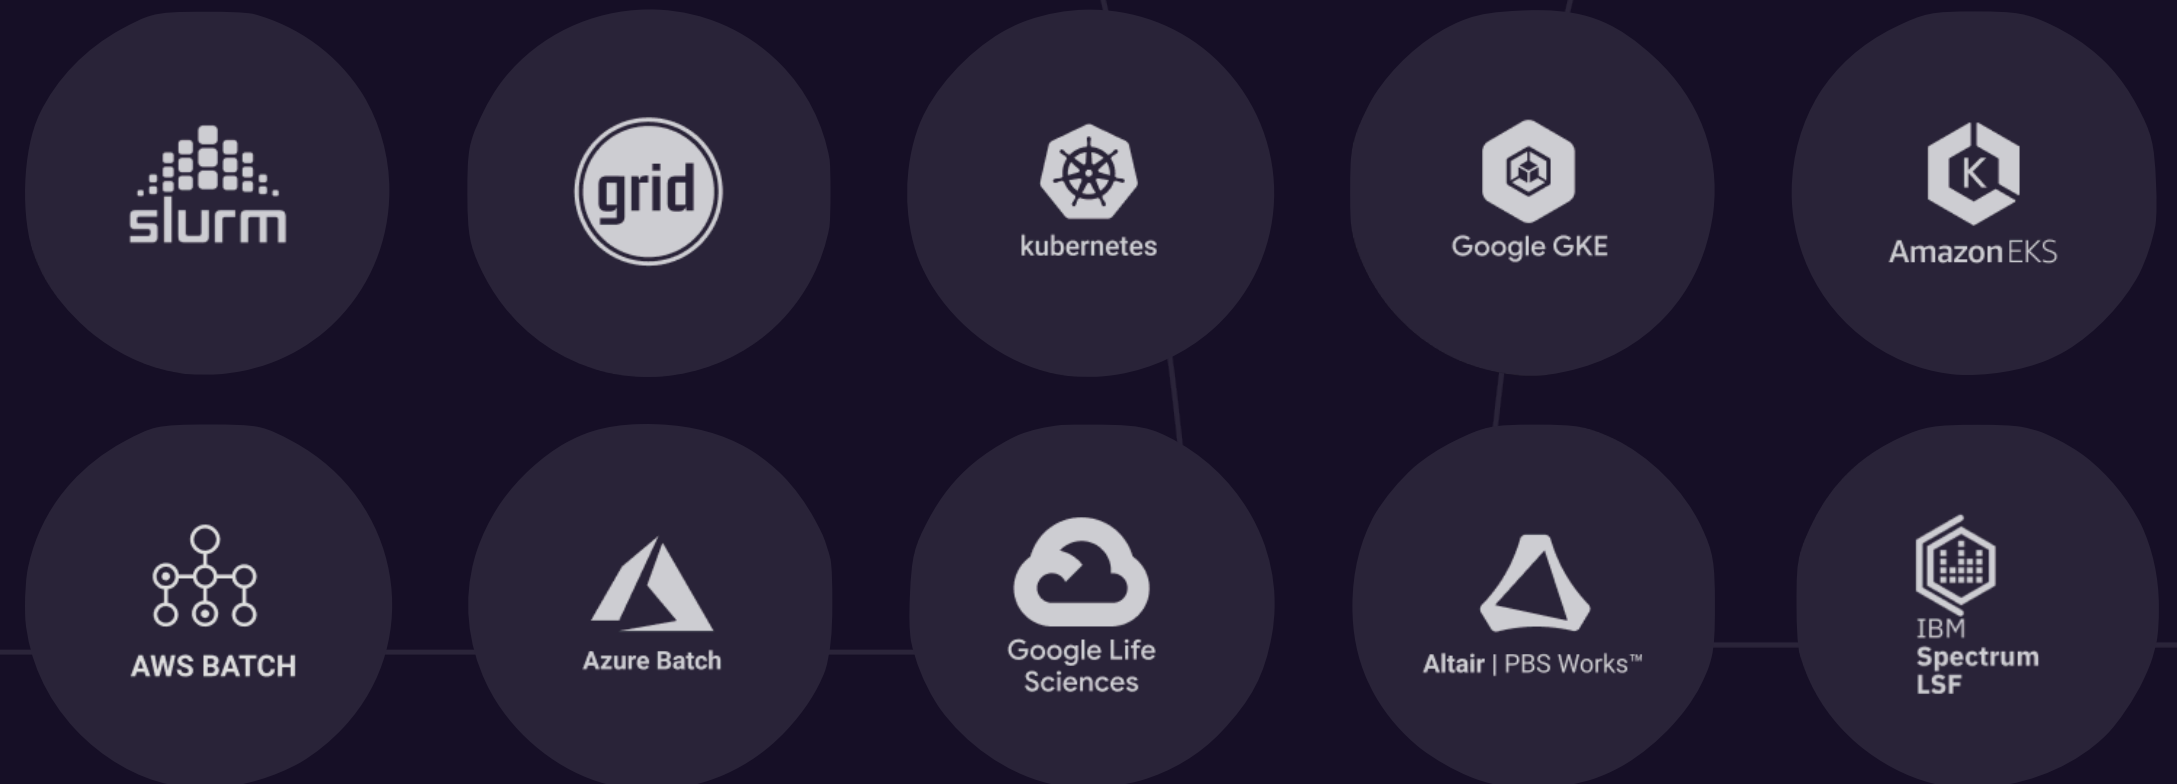 slurm
grid
kubernetes
Google GKE
K
Amazon EKS
AWS BATCH
Azure Batch
Google Life
Sciences
Altair | PBS Works™
IBM
Spectrum
LSF